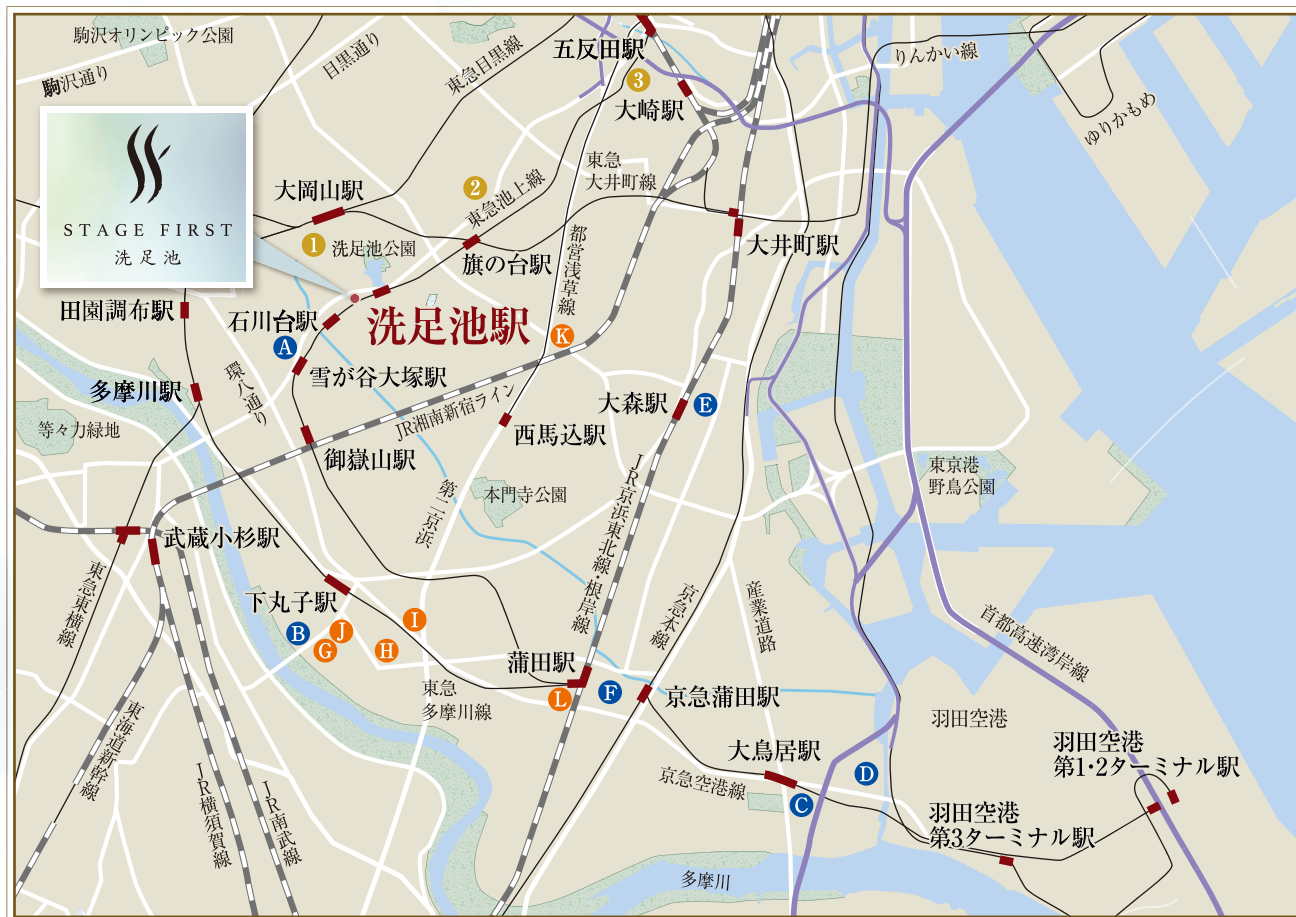 駒沢オリンピック公園
駒沢通り
目黒通り
東急目黒線
五反田駅
3
大崎駅
りんかい線
ゆりかもめ
STAGE FIRST
洗足池
大岡山駅
1
洗足池公園
2
東急池上線
旗の台駅
東急
大井町線
都営浅草線
大井町駅
田園調布駅
石川台駅
A
洗足池駅
K
雪が谷大塚駅
多摩川駅
環八通り
等々力緑地
JR湘南新宿ライン
御嶽山駅
西馬込駅
大森駅
E
第二京浜
本門寺公園
JR京浜東北線・根岸線
東京港
野鳥公園
武蔵小杉駅
東急東横線
下丸子駅
B
J
G
H
I
京急本線
産業道路
首都高速湾岸線
蒲田駅
L
F
東急
多摩川線
京急蒲田駅
東海道新幹線
JR横須賀線
JR南武線
大鳥居駅
京急空港線
C
D
羽田空港
羽田空港
第1・2ターミナル駅
羽田空港
第3ターミナル駅
多摩川